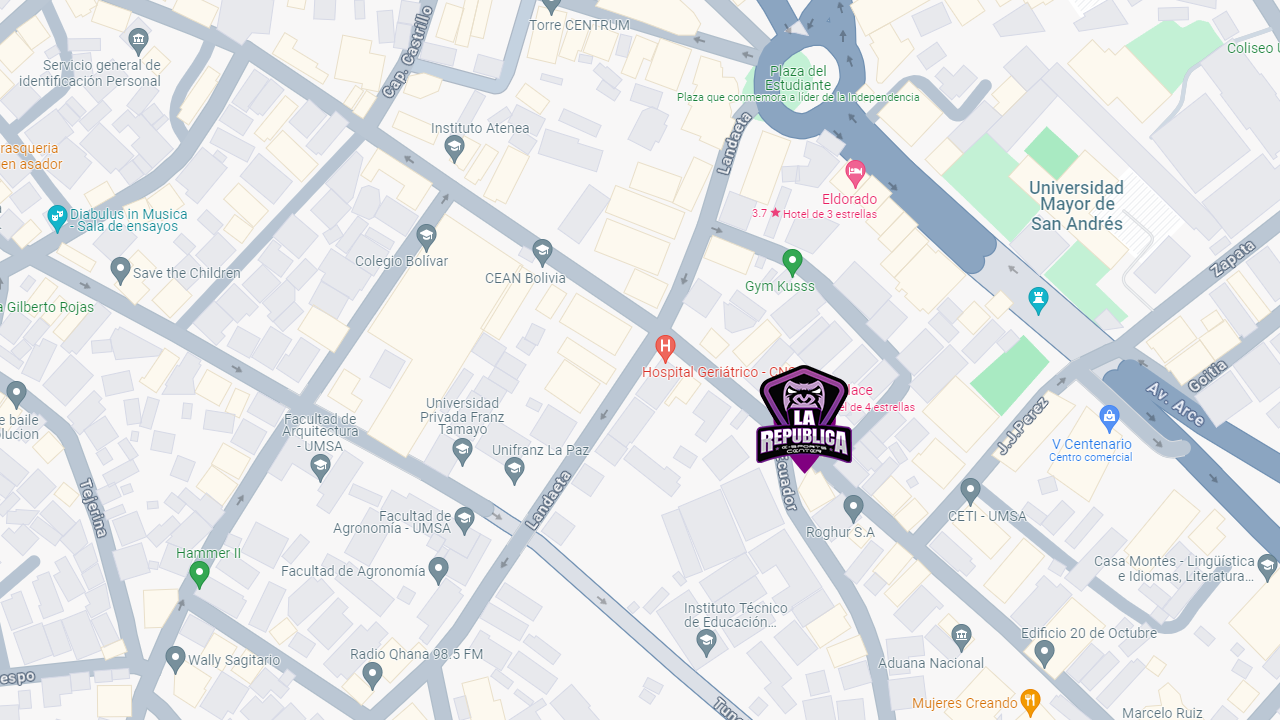 Torre CENTRUM
Cap. Castrillo
Servicio general de
identificación Personal
Plaza del
Estudiante
Plaza que conmemora a líder de la Independencia
Coliseo U
Instituto Atenea
Landaeta
rasqueria
en asador
Eldorado
3.7 ★ Hotel de 3 estrellas
Universidad
Mayor de
San Andrés
Diabulus in Musica
- Sala de ensayos
Colegio Bolívar
Save the Children
CEAN Bolivia
Gym Kusss
Zapata
a Gilberto Rojas
Hospital Geriátrico - CNS
lace
el de 4 estrellas
LA
REPUBLICA
E-SPORTS
CENTER
Goitia
Av. Arce
J.J.Perez
V Centenario
Centro comercial
e baile
olucion
Facultad de
Arquitectura
- UMSA
Universidad
Privada Franz
Tamayo
Unifranz La Paz
Landaeta
cuador
Tejerina
CETI - UMSA
Roghur S.A
Facultad de
Agronomía - UMSA
Hammer II
Facultad de Agronomia
Casa Montes - Lingüística
e Idiomas, Literatura...
Instituto Técnico
de Educación...
Edificio 20 de Octubre
Wally Sagitario
Radio Qhana 98.5 FM
Aduana Nacional
espo
Mujeres Creando
Marcelo Ruiz